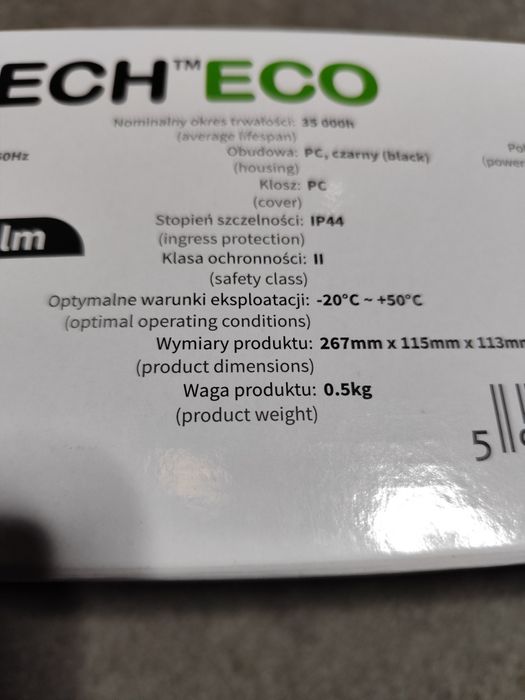 ECH™ECO
Nominalny okres trwałości: 35 000h
(average lifespan)
50Hz
Obudowa: PC, czarny (black)
(housing)
(power
Klosz: PC
(cover)
Stopień szczelności: IP44
lm
(ingress protection)
Klasa ochronności: II
(safety class)
Optymalne warunki eksploatacji: -20°C ~ +50°C
(optimal operating conditions)
Wymiary produktu: 267mm x 115mm x 113mm
(product dimensions)
Waga produktu: 0.5kg
(product weight)
5